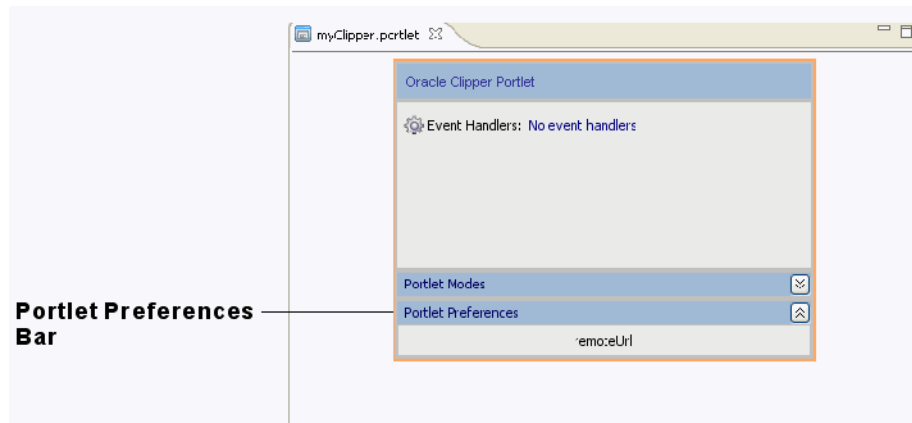 myClipper.portlet
Oracle Clipper Portlet
Event Handlers: No event handlers
Portlet Modes
Portlet Preferences
Bar
Portlet Preferences
remoteUrl